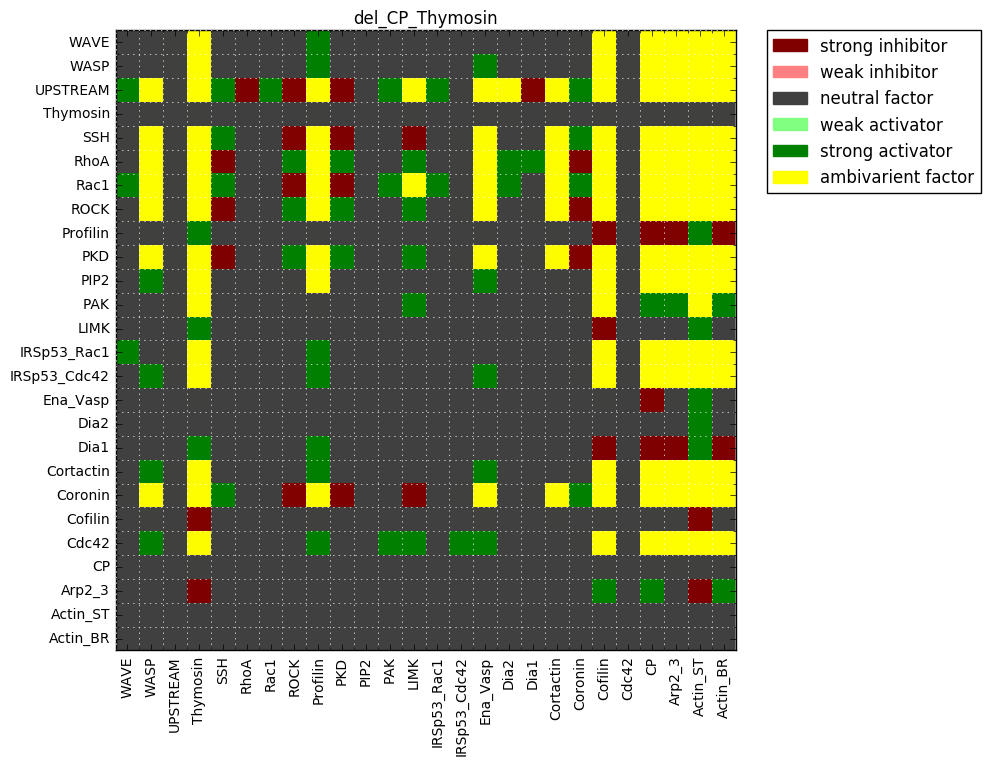 del_CP_Thymosin
WAVE
WASP
UPSTREAM
Thymosin
SSH
RhoA
Rac1
ROCK
Profilin
PKD
PIP2
PAK
LIMK
IRSp53_Rac1
IRSp53_Cdc42
Ena_Vasp
Dia2
Dia1
Cortactin
Coronin
Cofilin
Cdc42
CP
Arp2_3
Actin_ST
Actin_BR
WAVE
WASP
UPSTREAM
Thymosin
SSH
RhoA
Rac1
ROCK
Profilin
PKD
PIP2
PAK
LIMK
IRSp53_Rac1
IRSp53_Cdc42
Ena_Vasp
Dia2
Dia1
Cortactin
Coronin
Cofilin
Cdc42
CP
Arp2_3
Actin_ST
Actin_BR
strong inhibitor
weak inhibitor
neutral factor
weak activator
strong activator
ambivarient factor